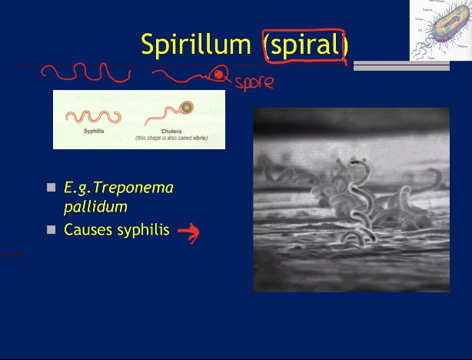 Spirillum (spiral)
spore
Syphilis
Cholera
(this shape is also called vibrio)
E.g.Treponema
pallidum
Causes syphilis